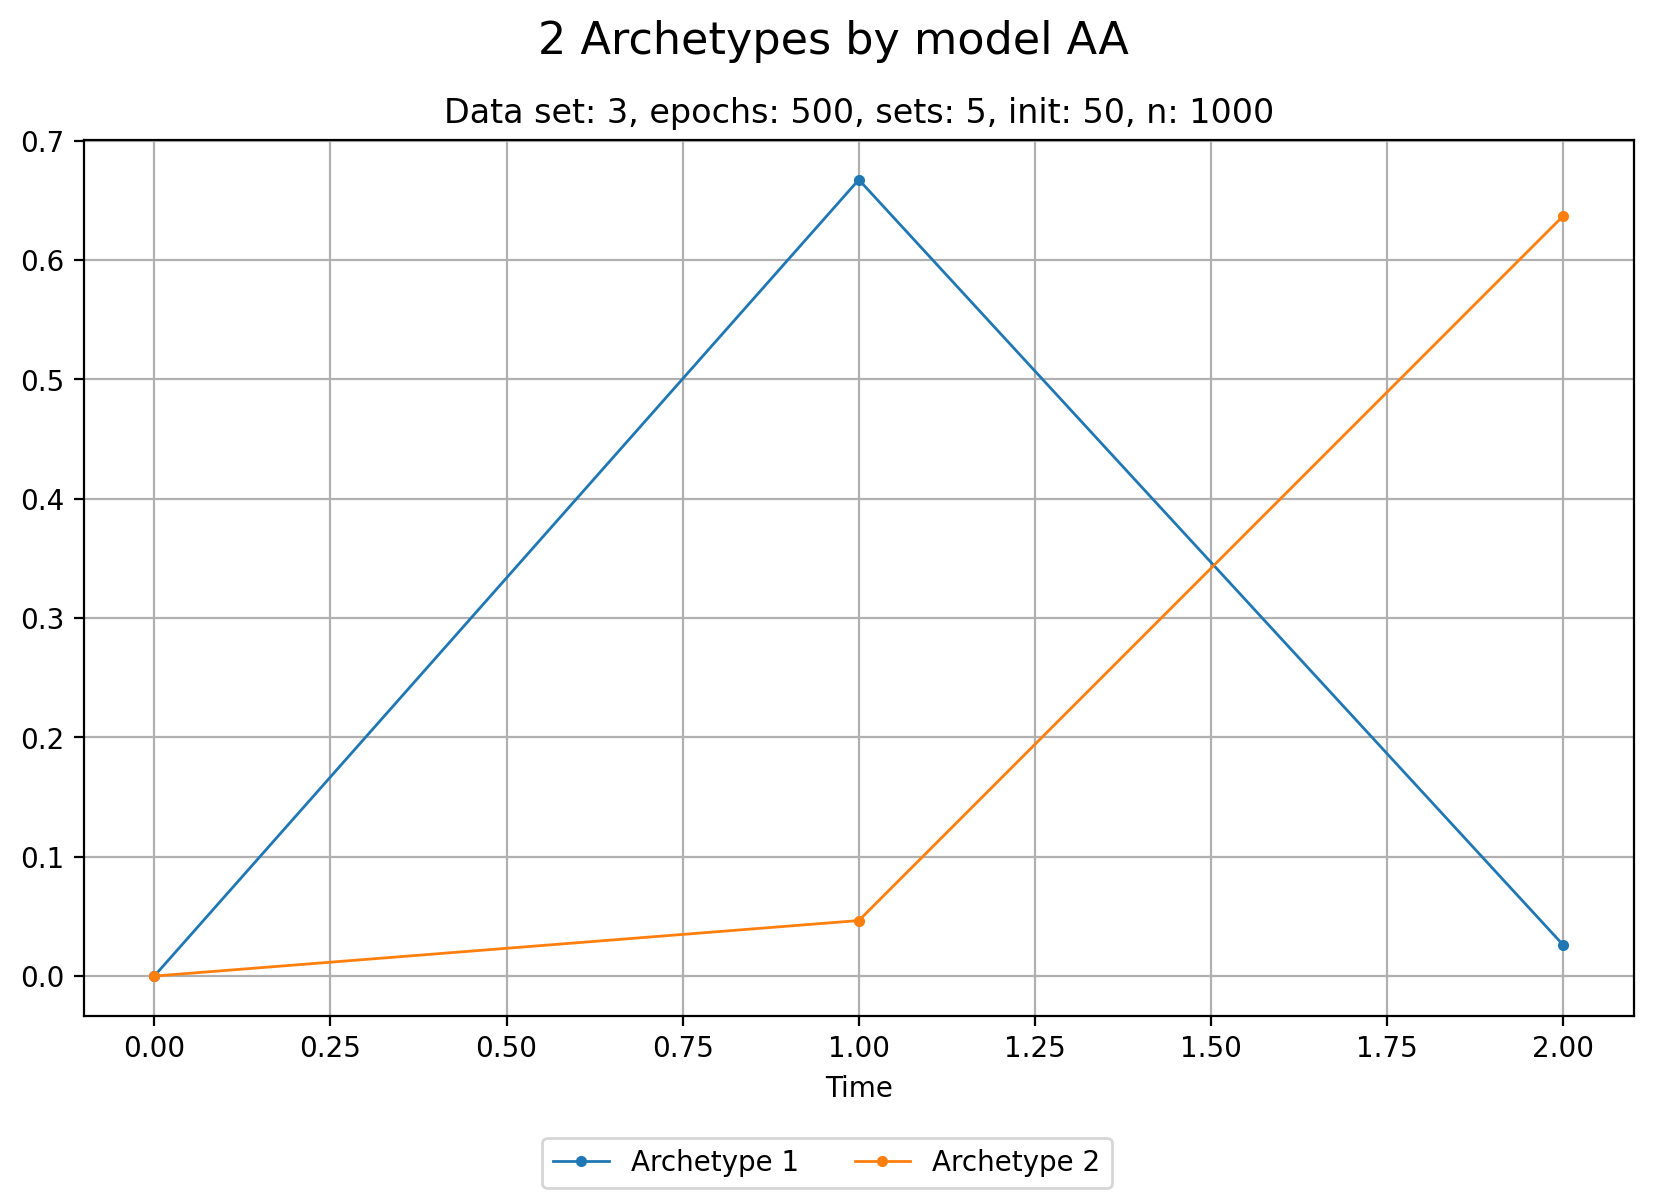 2 Archetypes by model AA
Data set: 3, epochs: 500, sets: 5, init: 50, n: 1000
0.7
0.6
0.5
0.4
0.3
0.2
0.1
0.0
0.00 0.25 0.50 0.75 1.00 1.25 1.50 1.75 2.00
Time
Archetype 1 Archetype 2